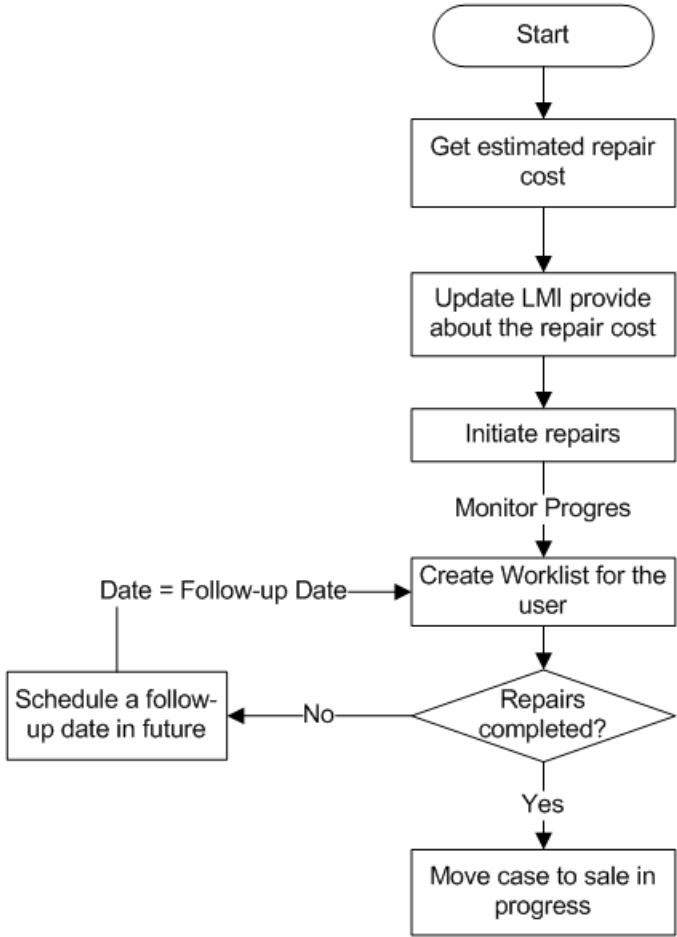 Start
Get estimated repair
cost
Update LMI provide
about the repair cost
Initiate repairs
Monitor Progres
Create Worklist for the
user
Date = Follow-up Date
Schedule a follow-
up date in future
No
Repairs
completed?
Yes
Move case to sale in
progress